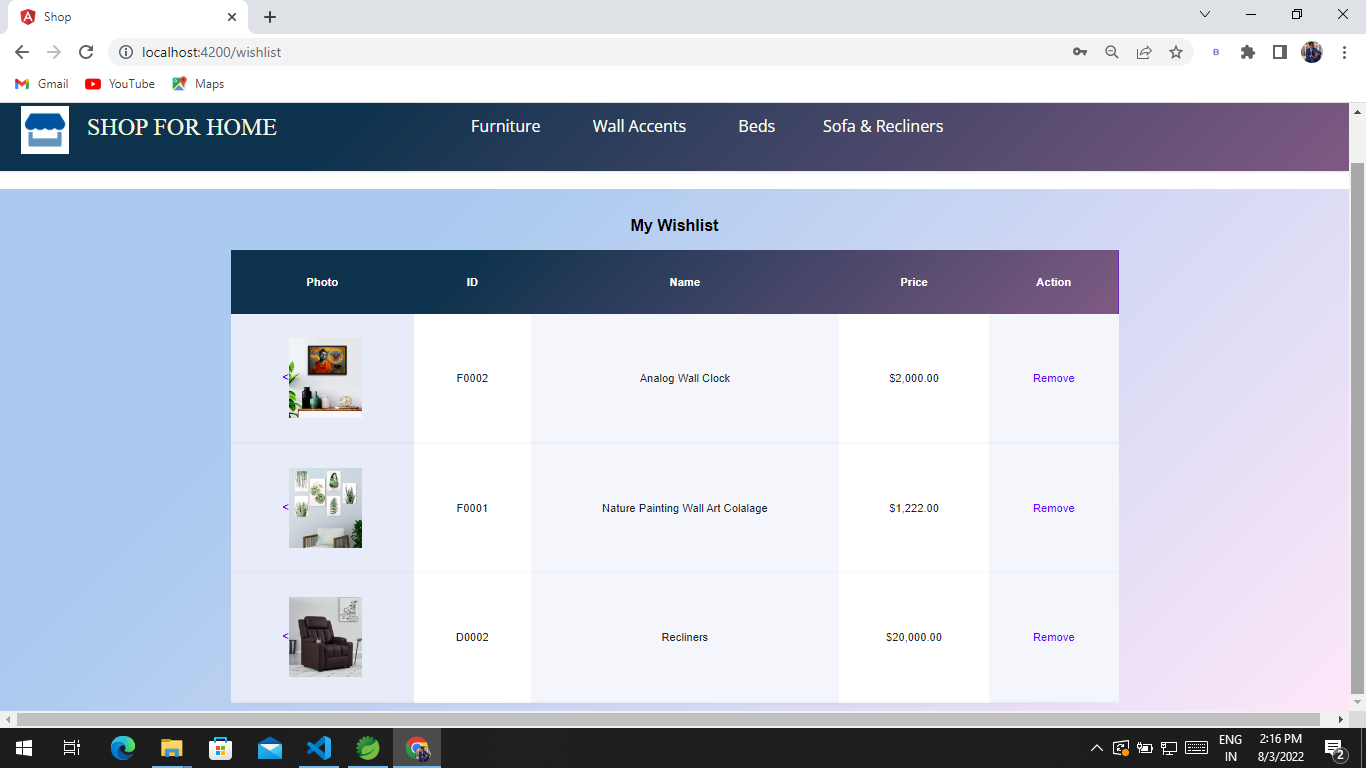 Shop
localhost:4200/wishlist
B
Gmail YouTube Maps
SHOP FOR HOME Furniture Wall Accents Beds Sofa & Recliners
My Wishlist
Photo ID Name Price Action
< F0002 Analog Wall Clock $2,000.00 Remove
< F0001 Nature Painting Wall Art Colalage $1,222.00 Remove
< D0002 Recliners $20,000.00 Remove
ENG 2:16 PM
IN 8/3/2022 2